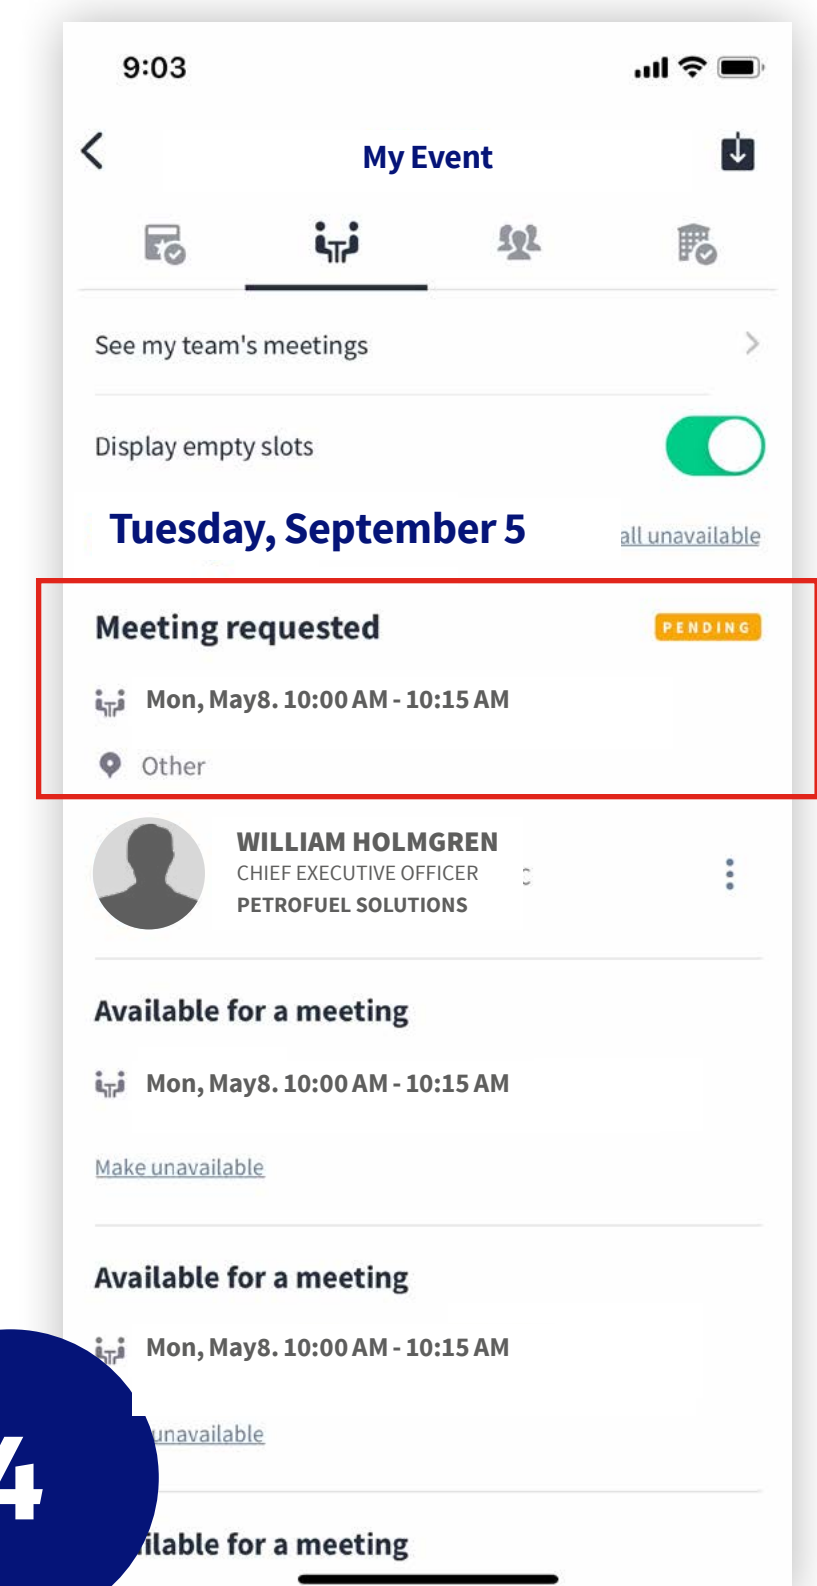 9:03
My Event
See my team's meetings
Display empty slots
Tuesday, September 5
all unavailable
Meeting requested
PENDING
Mon, May8. 10:00 AM - 10:15 AM
Other
WILLIAM HOLMGREN
CHIEF EXECUTIVE OFFICER
PETROFUEL SOLUTIONS
Available for a meeting
Mon, May8. 10:00 AM - 10:15 AM
Make unavailable
Available for a meeting
Mon, May8. 10:00 AM - 10:15 AM
unavailable
4
for a meeting